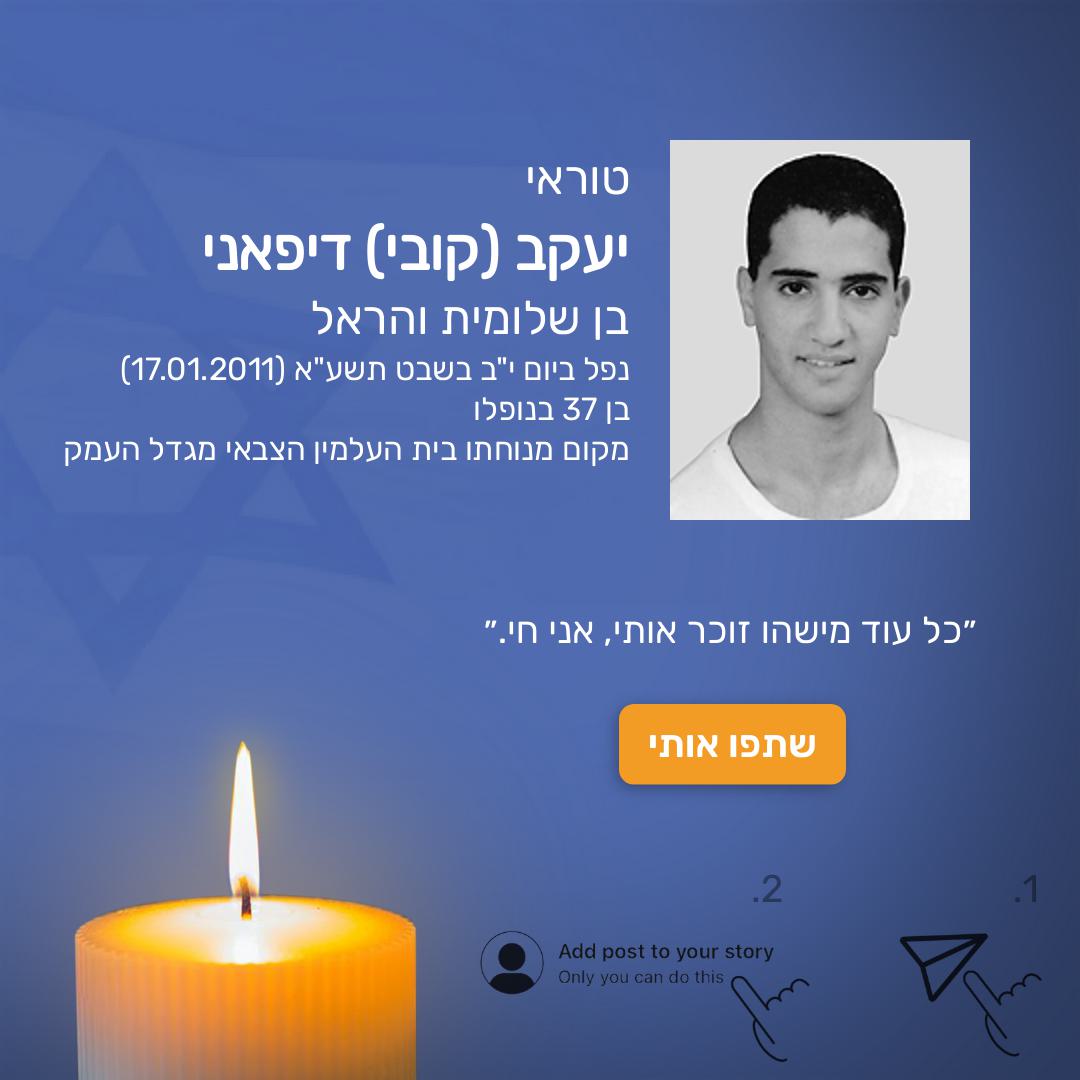 טוראי
יעקב (קובי) דיפאני
בן שלומית והראל
נפל ביום י"ב בשבט תשע"א (17.01.2011)
בן 37 בנופלו
מקום מנוחתו בית העלמין הצבאי מגדל העמק
״כל עוד מישהו זוכר אותי, אני חי.״
שתפו אותי
.1
.2
Add post to your story
Only you can do this